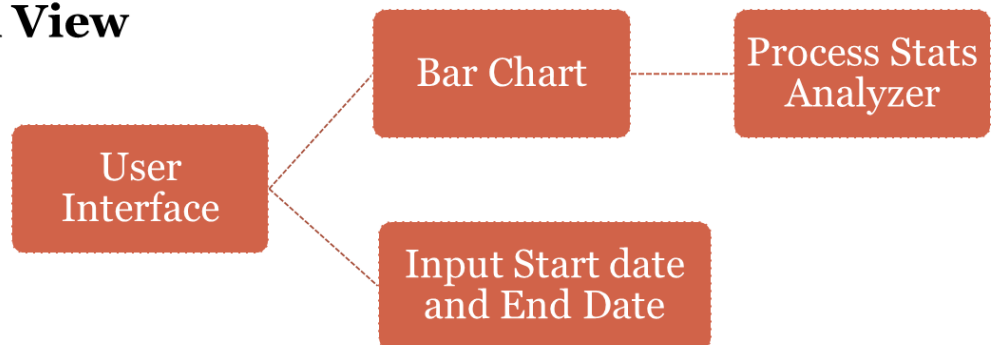 View
Bar Chart
Process Stats
Analyzer
User
Interface
Input Start date
and End Date